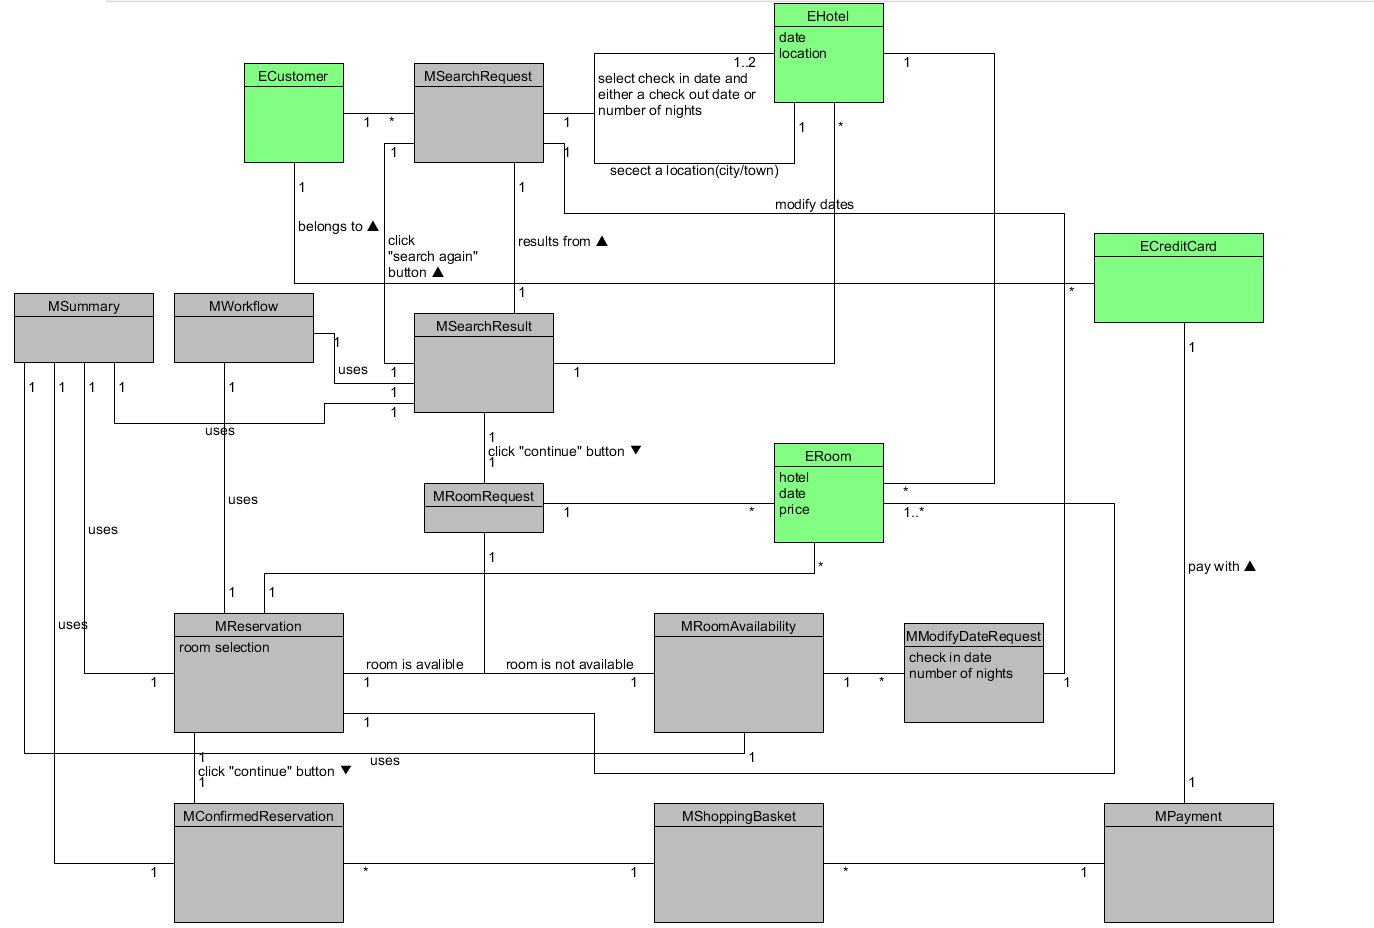 EHotel
date
location
1..2
1
ECustomer
MSearchRequest
select check in date and
either a check out date or
number of nights
1
*
1
1
*
1
1
secect a location(city/town)
1
1
modify dates
belongs to ▲
click
"search again"
button ▲
results from ▲
ECreditCard
*
1
MSummary
MWorkflow
MSearchResult
1
1
uses
1
1
1
1
1
1
1
1
1
1
uses
1
click "continue" button ▼
1
ERoom
hotel
date
price
*
1..*
MRoomRequest
1
*
uses
uses
1
*
pay with ▲
1
1
MReservation
room selection
uses
MRoomAvailability
MModifyDateRequest
check in date
number of nights
room is avalible
room is not available
1
1
1
1
*
1
1
1
click "continue" button ▼
1
uses
1
1
MConfirmedReservation
MShoppingBasket
MPayment
1
*
1
*
1